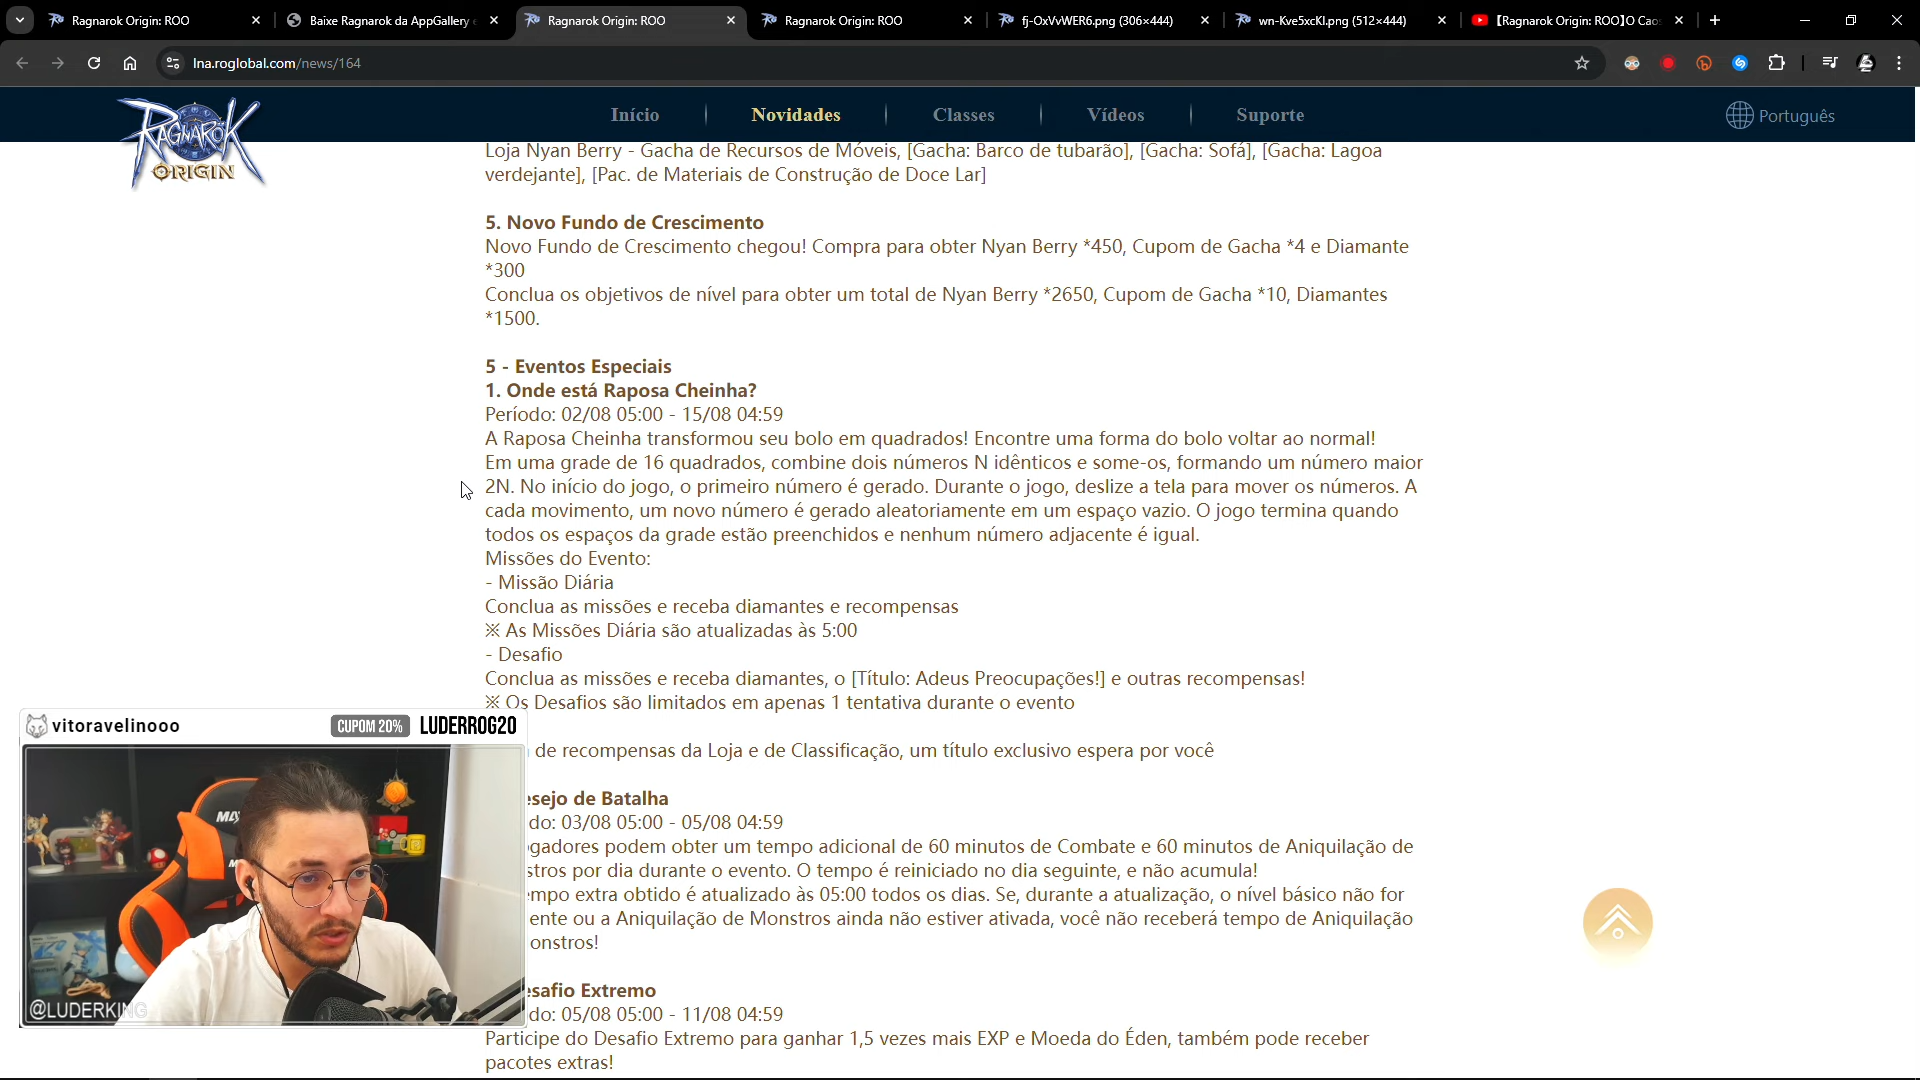 Ragnarok Origin: ROO
Baixe Ragnarok da AppGallery e
Ragnarok Origin: ROO
Ragnarok Origin: ROO
fj-OxVvWER6.png (306×444)
wn-Kve5xcKl.png (512×444)
【Ragnarok Origin: ROO】O Cao
lna.roglobal.com/news/164
RAGNAROK
ORIGIN
Início
Novidades
Classes
Vídeos
Suporte
Português
Loja Nyan Berry - Gacha de Recursos de Móveis, [Gacha: Barco de tubarão], [Gacha: Sofá], [Gacha: Lagoa
verdejante], [Pac. de Materiais de Construção de Doce Lar]
5. Novo Fundo de Crescimento
Novo Fundo de Crescimento chegou! Compra para obter Nyan Berry *450, Cupom de Gacha *4 e Diamante
*300
Conclua os objetivos de nível para obter um total de Nyan Berry *2650, Cupom de Gacha *10, Diamantes
*1500.
5 - Eventos Especiais
1. Onde está Raposa Cheinha?
Período: 02/08 05:00 - 15/08 04:59
A Raposa Cheinha transformou seu bolo em quadrados! Encontre uma forma do bolo voltar ao normal!
Em uma grade de 16 quadrados, combine dois números N idênticos e some-os, formando um número maior
2N. No início do jogo, o primeiro número é gerado. Durante o jogo, deslize a tela para mover os números. A
cada movimento, um novo número é gerado aleatoriamente em um espaço vazio. O jogo termina quando
todos os espaços da grade estão preenchidos e nenhum número adjacente é igual.
Missões do Evento:
- Missão Diária
Conclua as missões e receba diamantes e recompensas
※ As Missões Diária são atualizadas às 5:00
- Desafio
Conclua as missões e receba diamantes, o [Título: Adeus Preocupações!] e outras recompensas!
※ Os Desafios são limitados em apenas 1 tentativa durante o evento
de recompensas da Loja e de Classificação, um título exclusivo espera por você
sejo de Batalha
do: 03/08 05:00 - 05/08 04:59
gadores podem obter um tempo adicional de 60 minutos de Combate e 60 minutos de Aniquilação de
stros por dia durante o evento. O tempo é reiniciado no dia seguinte, e não acumula!
empo extra obtido é atualizado às 05:00 todos os dias. Se, durante a atualização, o nível básico não for
ente ou a Aniquilação de Monstros ainda não estiver ativada, você não receberá tempo de Aniquilação
onstros!
safio Extremo
do: 05/08 05:00 - 11/08 04:59
Participe do Desafio Extremo para ganhar 1,5 vezes mais EXP e Moeda do Éden, também pode receber
pacotes extras!
vitoravelinooo
CUPOM 20%
LUDERROG20
@LUDERKING